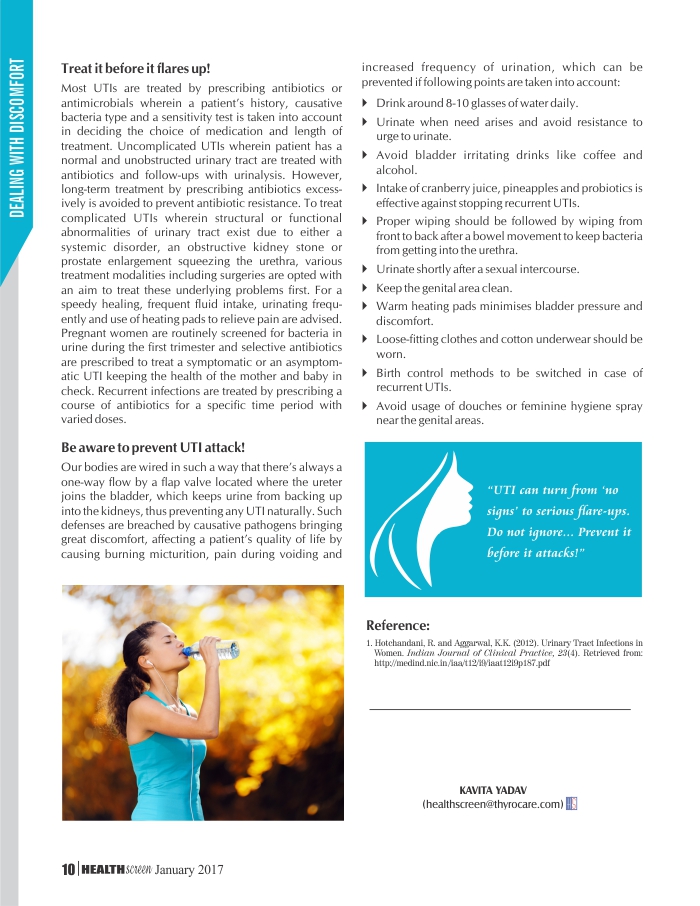 DEALING WITH DISCOMFORT
Treat it before it flares up!
Most UTIs are treated by prescribing antibiotics or
antimicrobials wherein a patient's history, causative
bacteria type and a sensitivity test is taken into account
in deciding the choice of medication and length of
treatment. Uncomplicated UTIs wherein patient has a
normal and unobstructed urinary tract are treated with
antibiotics and follow-ups with urinalysis. However,
long-term treatment by prescribing antibiotics excess-
ively is avoided to prevent antibiotic resistance. To treat
complicated UTIs wherein structural or functional
abnormalities of urinary tract exist due to either a
systemic disorder, an obstructive kidney stone or
prostate enlargement squeezing the urethra, various
treatment modalities including surgeries are opted with
an aim to treat these underlying problems first. For a
speedy healing, frequent fluid intake, urinating frequ-
ently and use of heating pads to relieve pain are advised.
Pregnant women are routinely screened for bacteria in
urine during the first trimester and selective antibiotics
are prescribed to treat a symptomatic or an asymptom-
atic UTI keeping the health of the mother and baby in
check. Recurrent infections are treated by prescribing a
course of antibiotics for a specific time period with
varied doses.
Be aware to prevent UTI attack!
Our bodies are wired in such a way that there's always a
one-way flow by a flap valve located where the ureter
joins the bladder, which keeps urine from backing up
into the kidneys, thus preventing any UTI naturally. Such
defenses are breached by causative pathogens bringing
great discomfort, affecting a patient's quality of life by
causing burning micturition, pain during voiding and
increased frequency of urination, which can be
prevented if following points are taken into account:
Drink around 8-10 glasses of water daily.
Urinate when need arises and avoid resistance to
urge to urinate.
Avoid bladder irritating drinks like coffee and
alcohol.
Intake of cranberry juice, pineapples and probiotics is
effective against stopping recurrent UTIs.
Proper wiping should be followed by wiping from
front to back after a bowel movement to keep bacteria
from getting into the urethra.
Urinate shortly after a sexual intercourse.
Keep the genital area clean.
Warm heating pads minimises bladder pressure and
discomfort.
Loose-fitting clothes and cotton underwear should be
worn.
Birth control methods to be switched in case of
recurrent UTIs.
Avoid usage of douches or feminine hygiene spray
near the genital areas.
"UTI can turn from 'no
signs' to serious flare-ups.
Do not ignore... Prevent it
before it attacks!"
Reference:
1. Hotchandani, R. and Aggarwal, K.K. (2012). Urinary Tract Infections in
Women. Indian Journal of Clinical Practice, 23(4). Retrieved from:
http://medind.nic.in/iaa/t12/i9/iaat12i9p187.pdf
KAVITA YADAV
(healthscreen@thyrocare.com)
10 HEALTHscreen January 2017